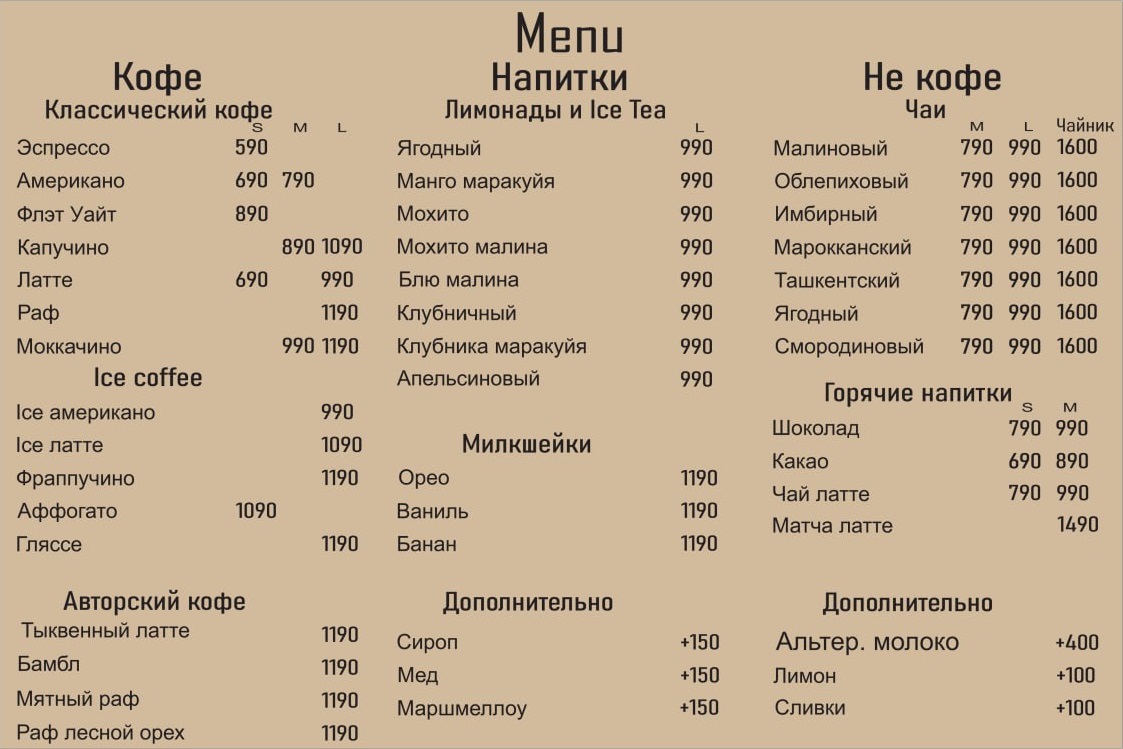 Menu
Кофе
Классический кофе
S M L
Эспрессо 590
Американо 690 790
Флэт Уайт 890
Капучино 890 1090
Латте 690 990
Раф 1190
Моккачино 990 1190
Ice coffee
Ice американо 990
Ice латте 1090
Фраппучино 1190
Аффогато 1090
Гляссе 1190
Авторский кофе
Тыквенный латте 1190
Бамбл 1190
Мятный раф 1190
Раф лесной орех 1190
Напитки
Лимонады и Ice Tea
L
Ягодный 990
Манго маракуйя 990
Мохито 990
Мохито малина 990
Блю малина 990
Клубничный 990
Клубника маракуйя 990
Апельсиновый 990
Милкшейки
Орео 1190
Ваниль 1190
Банан 1190
Дополнительно
Сироп +150
Мед +150
Маршмеллоу +150
Не кофе
Чаи
M L Чайник
Малиновый 790 990 1600
Облепиховый 790 990 1600
Имбирный 790 990 1600
Марокканский 790 990 1600
Ташкентский 790 990 1600
Ягодный 790 990 1600
Смородиновый 790 990 1600
Горячие напитки
S M
Шоколад 790 990
Какао 690 890
Чай латте 790 990
Матча латте 1490
Дополнительно
Альтер. молоко +400
Лимон +100
Сливки +100